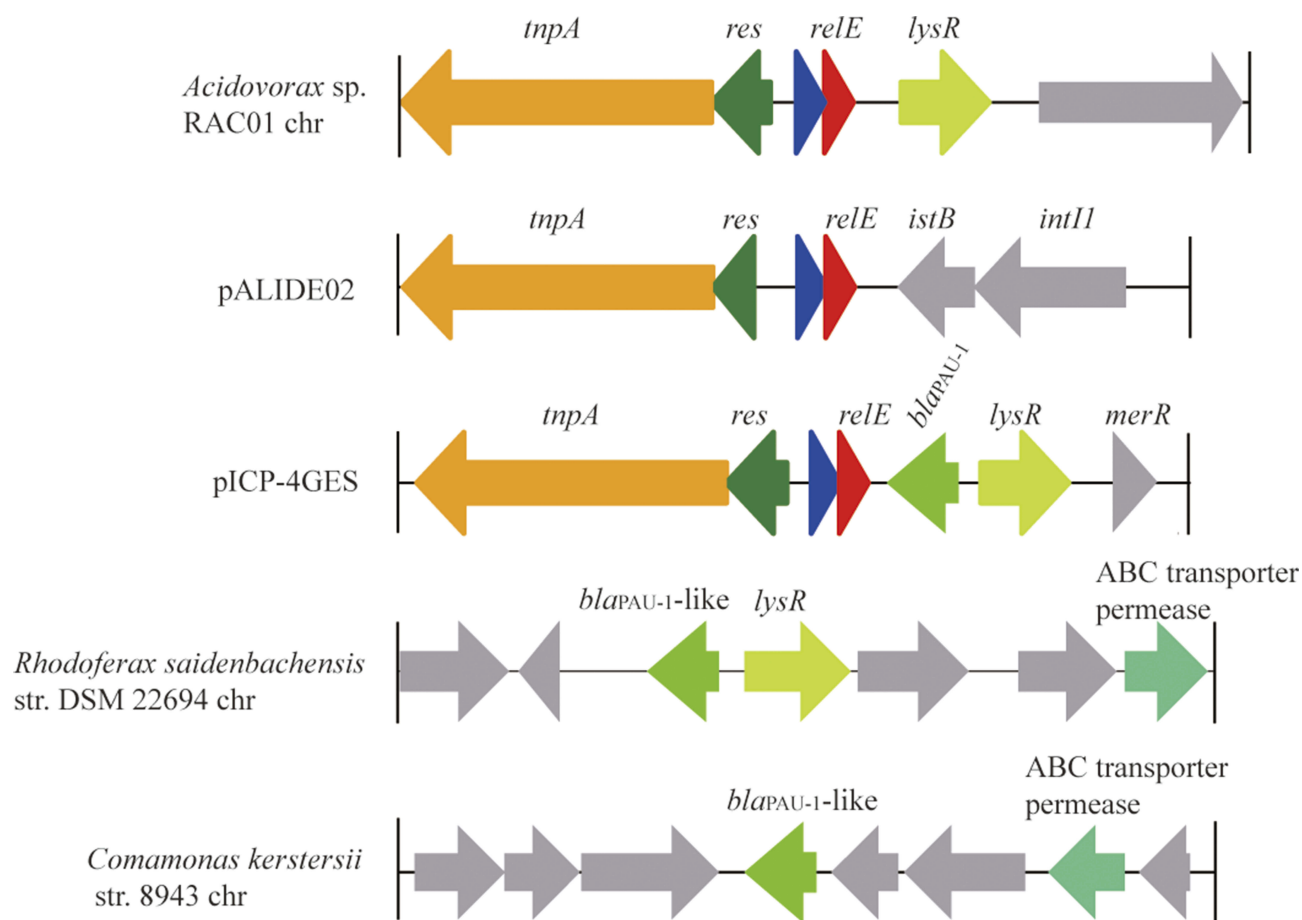 tnpA res relE lysR
Acidovorax sp.
RAC01 chr
tnpA res relE istB intI1
pALIDE02
blaPAU-1
tnpA res relE lysR merR
pICP-4GES
ABC transporter
permease
blaPAU-1-like lysR
Rhodoferax saidenbachensis
str. DSM 22694 chr
ABC transporter
permease
blaPAU-1-like
Comamonas kerstersii
str. 8943 chr